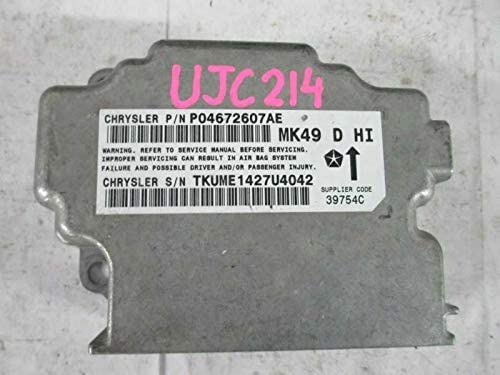 UJC214
CHRYSLER P/N P04672607AE
MK49 D HI
WARNING. REFER TO SERVICE MANUAL BEFORE SERVICING.
IMPROPER SERVICING CAN RESULT IN AIR BAG SYSTEM
FAILURE AND POSSIBLE DRIVER AND/OR PASSENGER INJURY.
CHRYSLER S/N TKUME1427U4042
SUPPLIER CODE
39754C